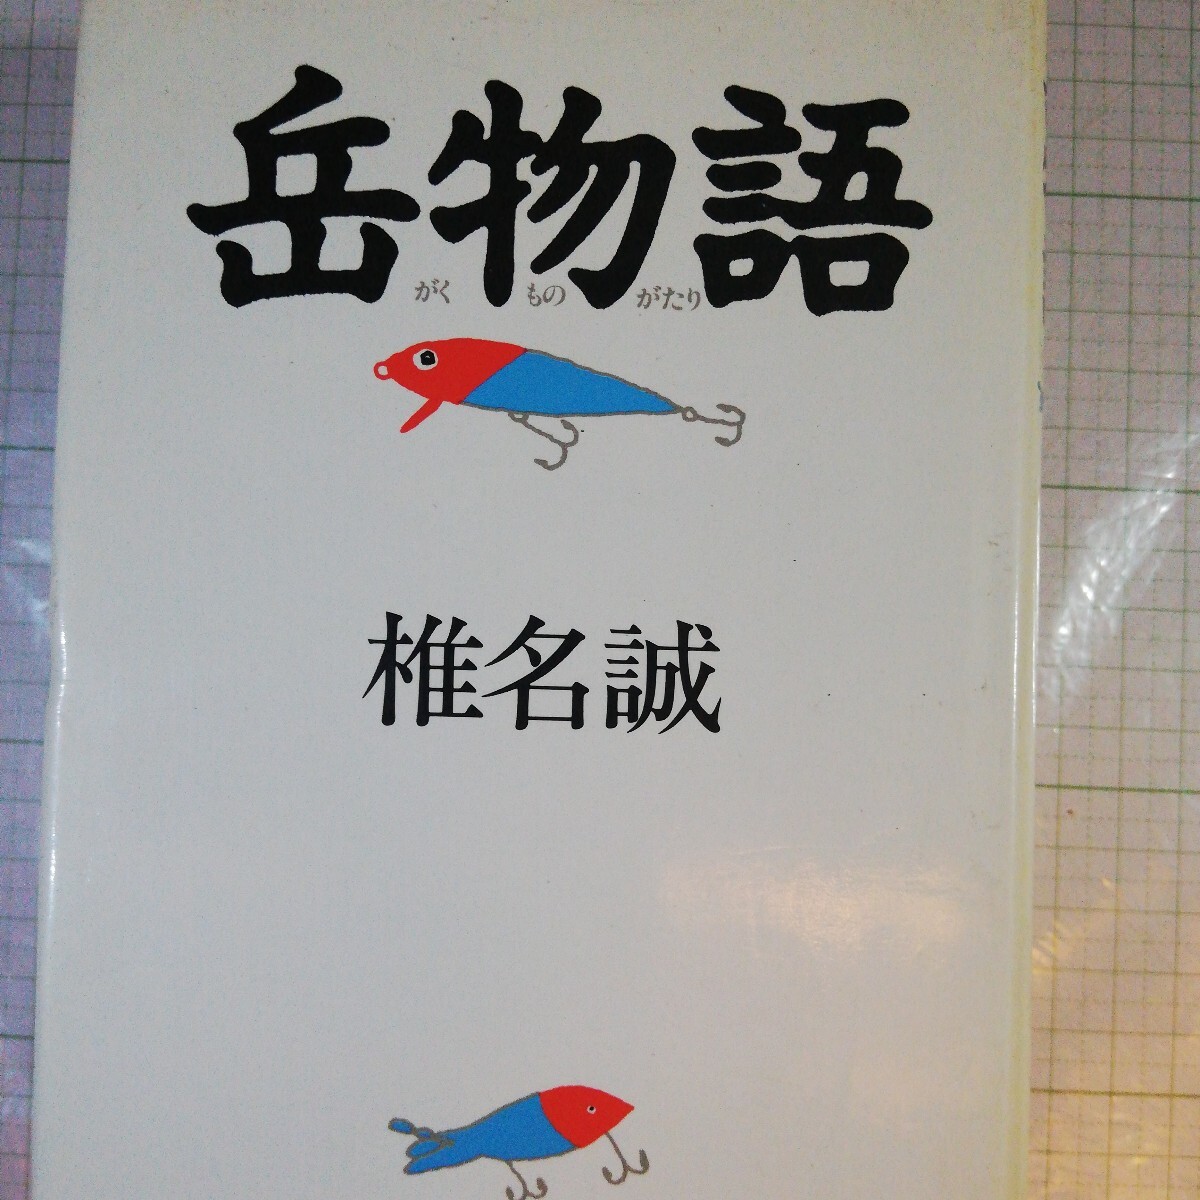 岳物語
がく もの がたり
椎名誠